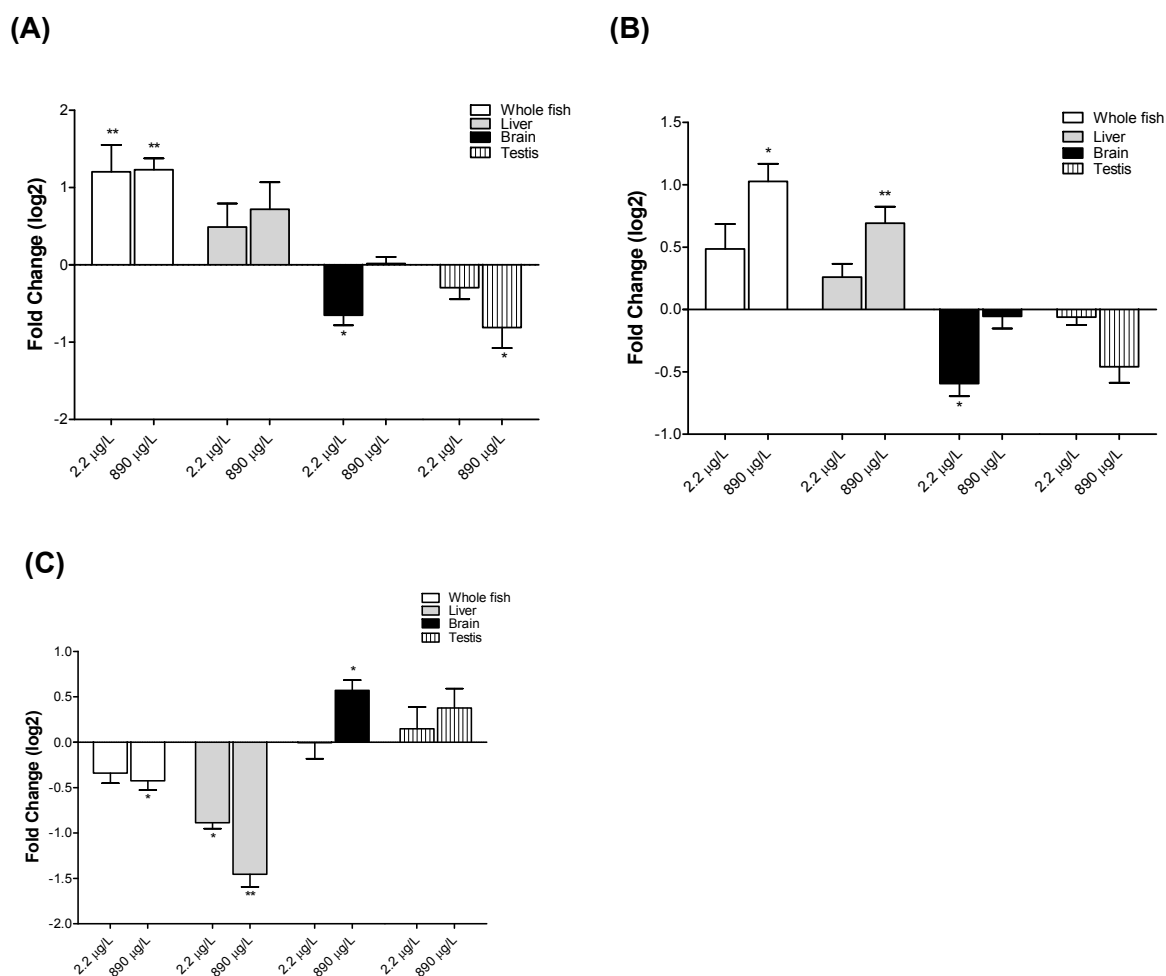 (A)
Whole fish
Liver
Brain
Testis
Fold Change (log2)
2
1
0
-1
-2
** ** * *
2.2 µg/L 890 µg/L 2.2 µg/L 890 µg/L 2.2 µg/L 890 µg/L 2.2 µg/L 890 µg/L
(B)
Whole fish
Liver
Brain
Testis
Fold Change (log2)
1.5
1.0
0.5
0.0
-0.5
-1.0
* ** *
2.2 µg/L 890 µg/L 2.2 µg/L 890 µg/L 2.2 µg/L 890 µg/L 2.2 µg/L 890 µg/L
(C)
Whole fish
Liver
Brain
Testis
Fold Change (log2)
1.0
0.5
0.0
-0.5
-1.0
-1.5
-2.0
* * ** *
2.2 µg/L 890 µg/L 2.2 µg/L 890 µg/L 2.2 µg/L 890 µg/L 2.2 µg/L 890 µg/L